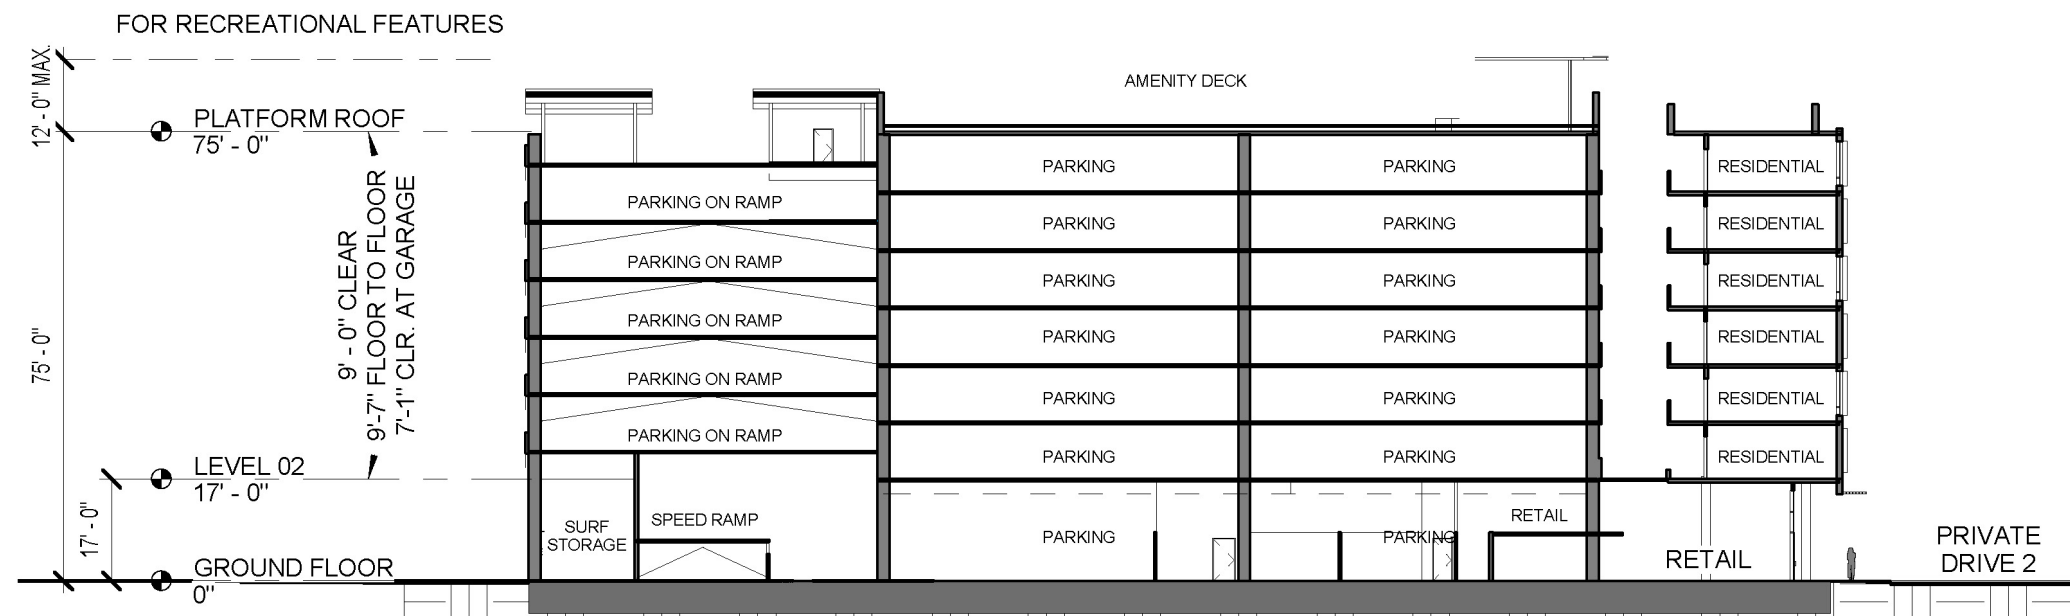 FOR RECREATIONAL FEATURES
12' - 0" MAX.
PLATFORM ROOF
75' - 0"
AMENITY DECK
75' - 0"
9' - 0" CLEAR
9'-7" FLOOR TO FLOOR
7'-1" CLR. AT GARAGE
LEVEL 02
17' - 0"
17' - 0"
GROUND FLOOR
0"
PARKING PARKING RESIDENTIAL
PARKING ON RAMP
PARKING PARKING RESIDENTIAL
PARKING ON RAMP
PARKING PARKING RESIDENTIAL
PARKING ON RAMP
PARKING PARKING RESIDENTIAL
PARKING ON RAMP
PARKING PARKING RESIDENTIAL
PARKING ON RAMP
PARKING PARKING RESIDENTIAL
SURF
STORAGE
SPEED RAMP
RETAIL
PARKING PARKING
RETAIL
PRIVATE
DRIVE 2